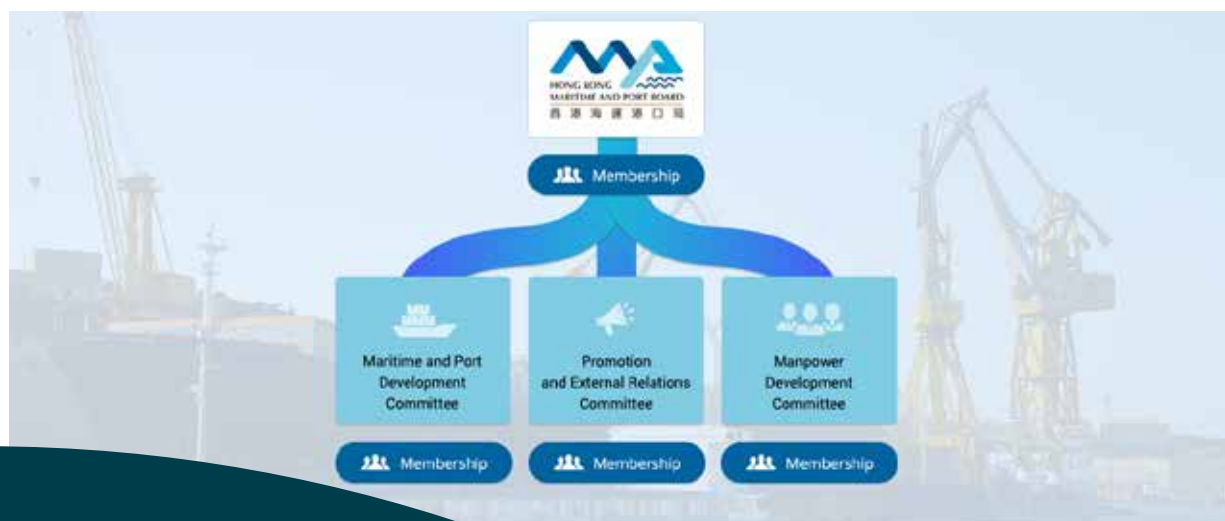 HONG KONG
MARITIME AND PORT BOARD
香港海運港口局
Membership
Maritime and Port
Development
Committee
Promotion
and External Relations
Committee
Manpower
Development
Committee
Membership
Membership
Membership